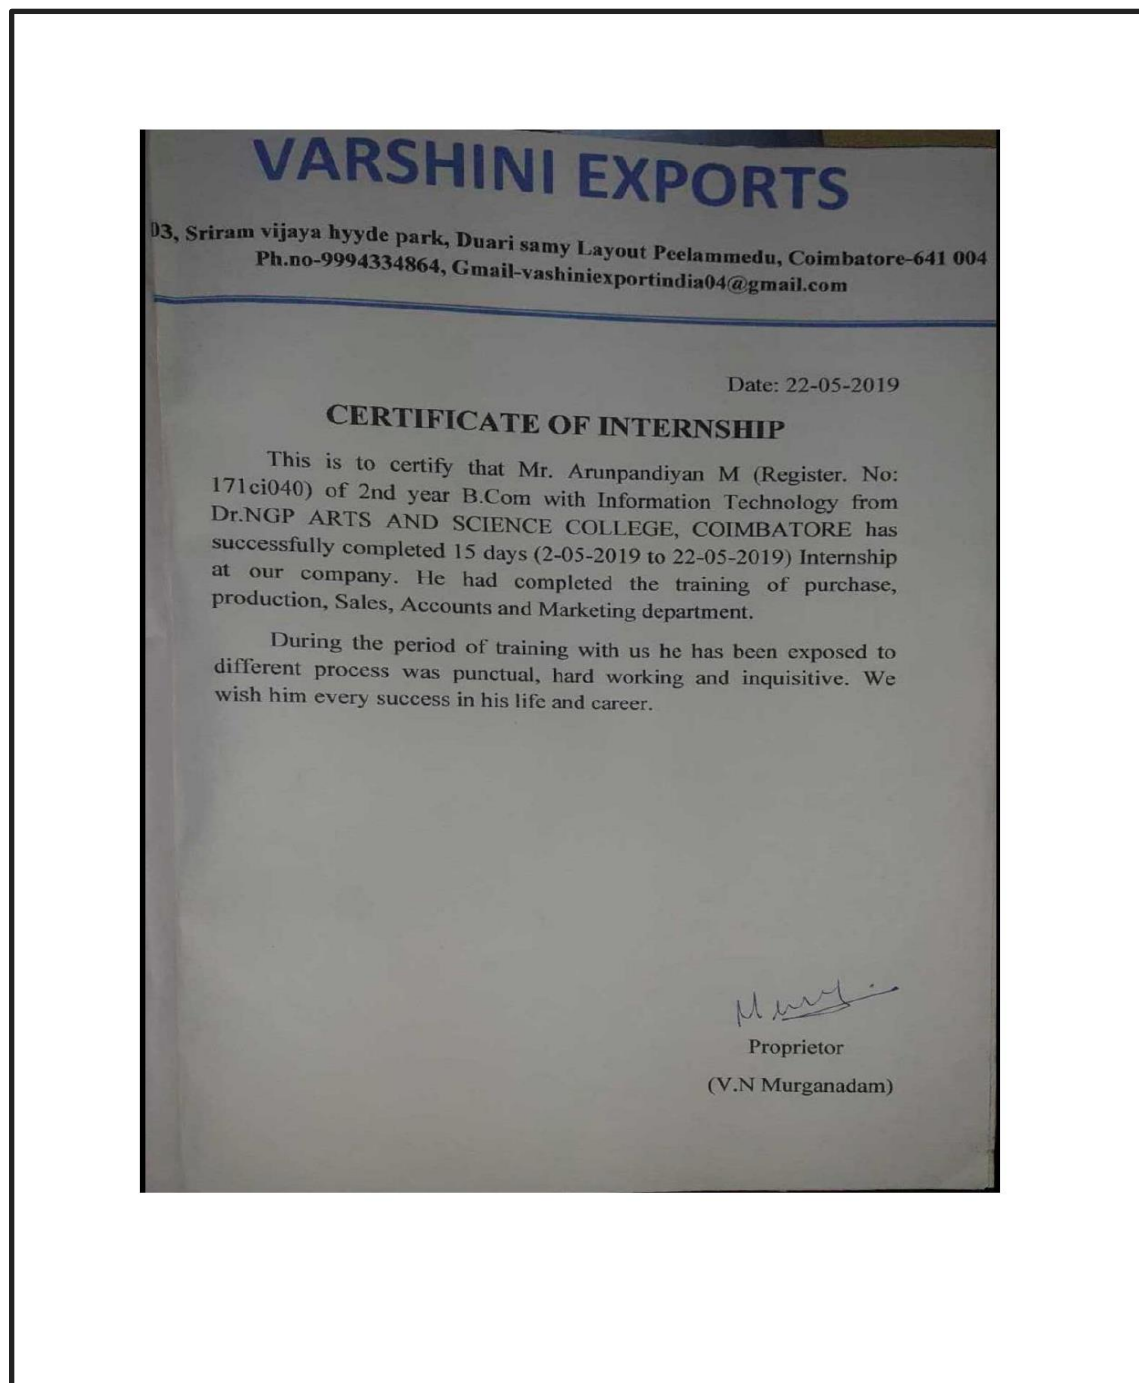 VARSHINI EXPORTS
03, Sriram vijaya hyyde park, Duari samy Layout Peelammedu, Coimbatore-641 004
Ph.no-9994334864, Gmail-vashiniexportindia04@gmail.com
Date: 22-05-2019
CERTIFICATE OF INTERNSHIP
This is to certify that Mr. Arunpandiyan M (Register. No:
171ci040) of 2nd year B.Com with Information Technology from
Dr.NGP ARTS AND SCIENCE COLLEGE, COIMBATORE has
successfully completed 15 days (2-05-2019 to 22-05-2019) Internship
at our company. He had completed the training of purchase,
production, Sales, Accounts and Marketing department.
During the period of training with us he has been exposed to
different process was punctual, hard working and inquisitive. We
wish him every success in his life and career.
Proprietor
(V.N Murganadam)